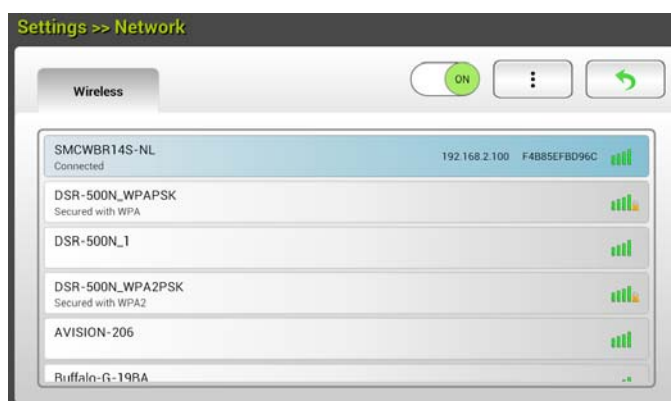 Settings >> Network
Wireless
ON
SMCWBR14S-NL
Connected
192.168.2.100 F4B85EFBD96C
DSR-500N_WPAPSK
Secured with WPA
DSR-500N_1
DSR-500N_WPA2PSK
Secured with WPA2
AVISION-206
Buffalo-G-19BA